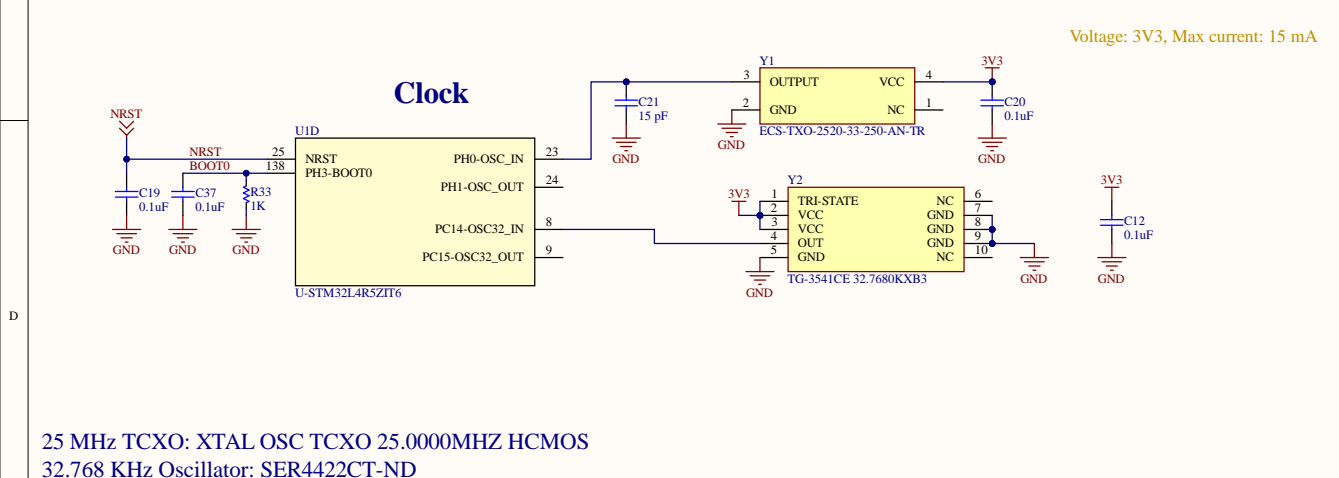 Voltage: 3V3, Max current: 15 mA
Clock
Y1
3 OUTPUT VCC 4
2 GND NC 1
ECS-TXO-2520-33-250-AN-TR
GND
3V3
C20
0.1uF
GND
C21
15 pF
GND
NRST
U1D
NRST 25 NRST
BOOT0 138 PH3-BOOT0
PH0-OSC_IN 23
PH1-OSC_OUT 24
PC14-OSC32_IN 8
PC15-OSC32_OUT 9
U-STM32L4R5ZIT6
C19
0.1uF
GND
C37
0.1uF
GND
R33
1K
GND
Y2
3V3
1 TRI-STATE NC 6
2 VCC GND 7
3 VCC GND 8
4 OUT GND 9
5 GND NC 10
TG-3541CE 32.7680KXB3
GND
GND
3V3
C12
0.1uF
GND
D
25 MHz TCXO: XTAL OSC TCXO 25.0000MHZ HCMOS
32.768 KHz Oscillator: SER4422CT-ND